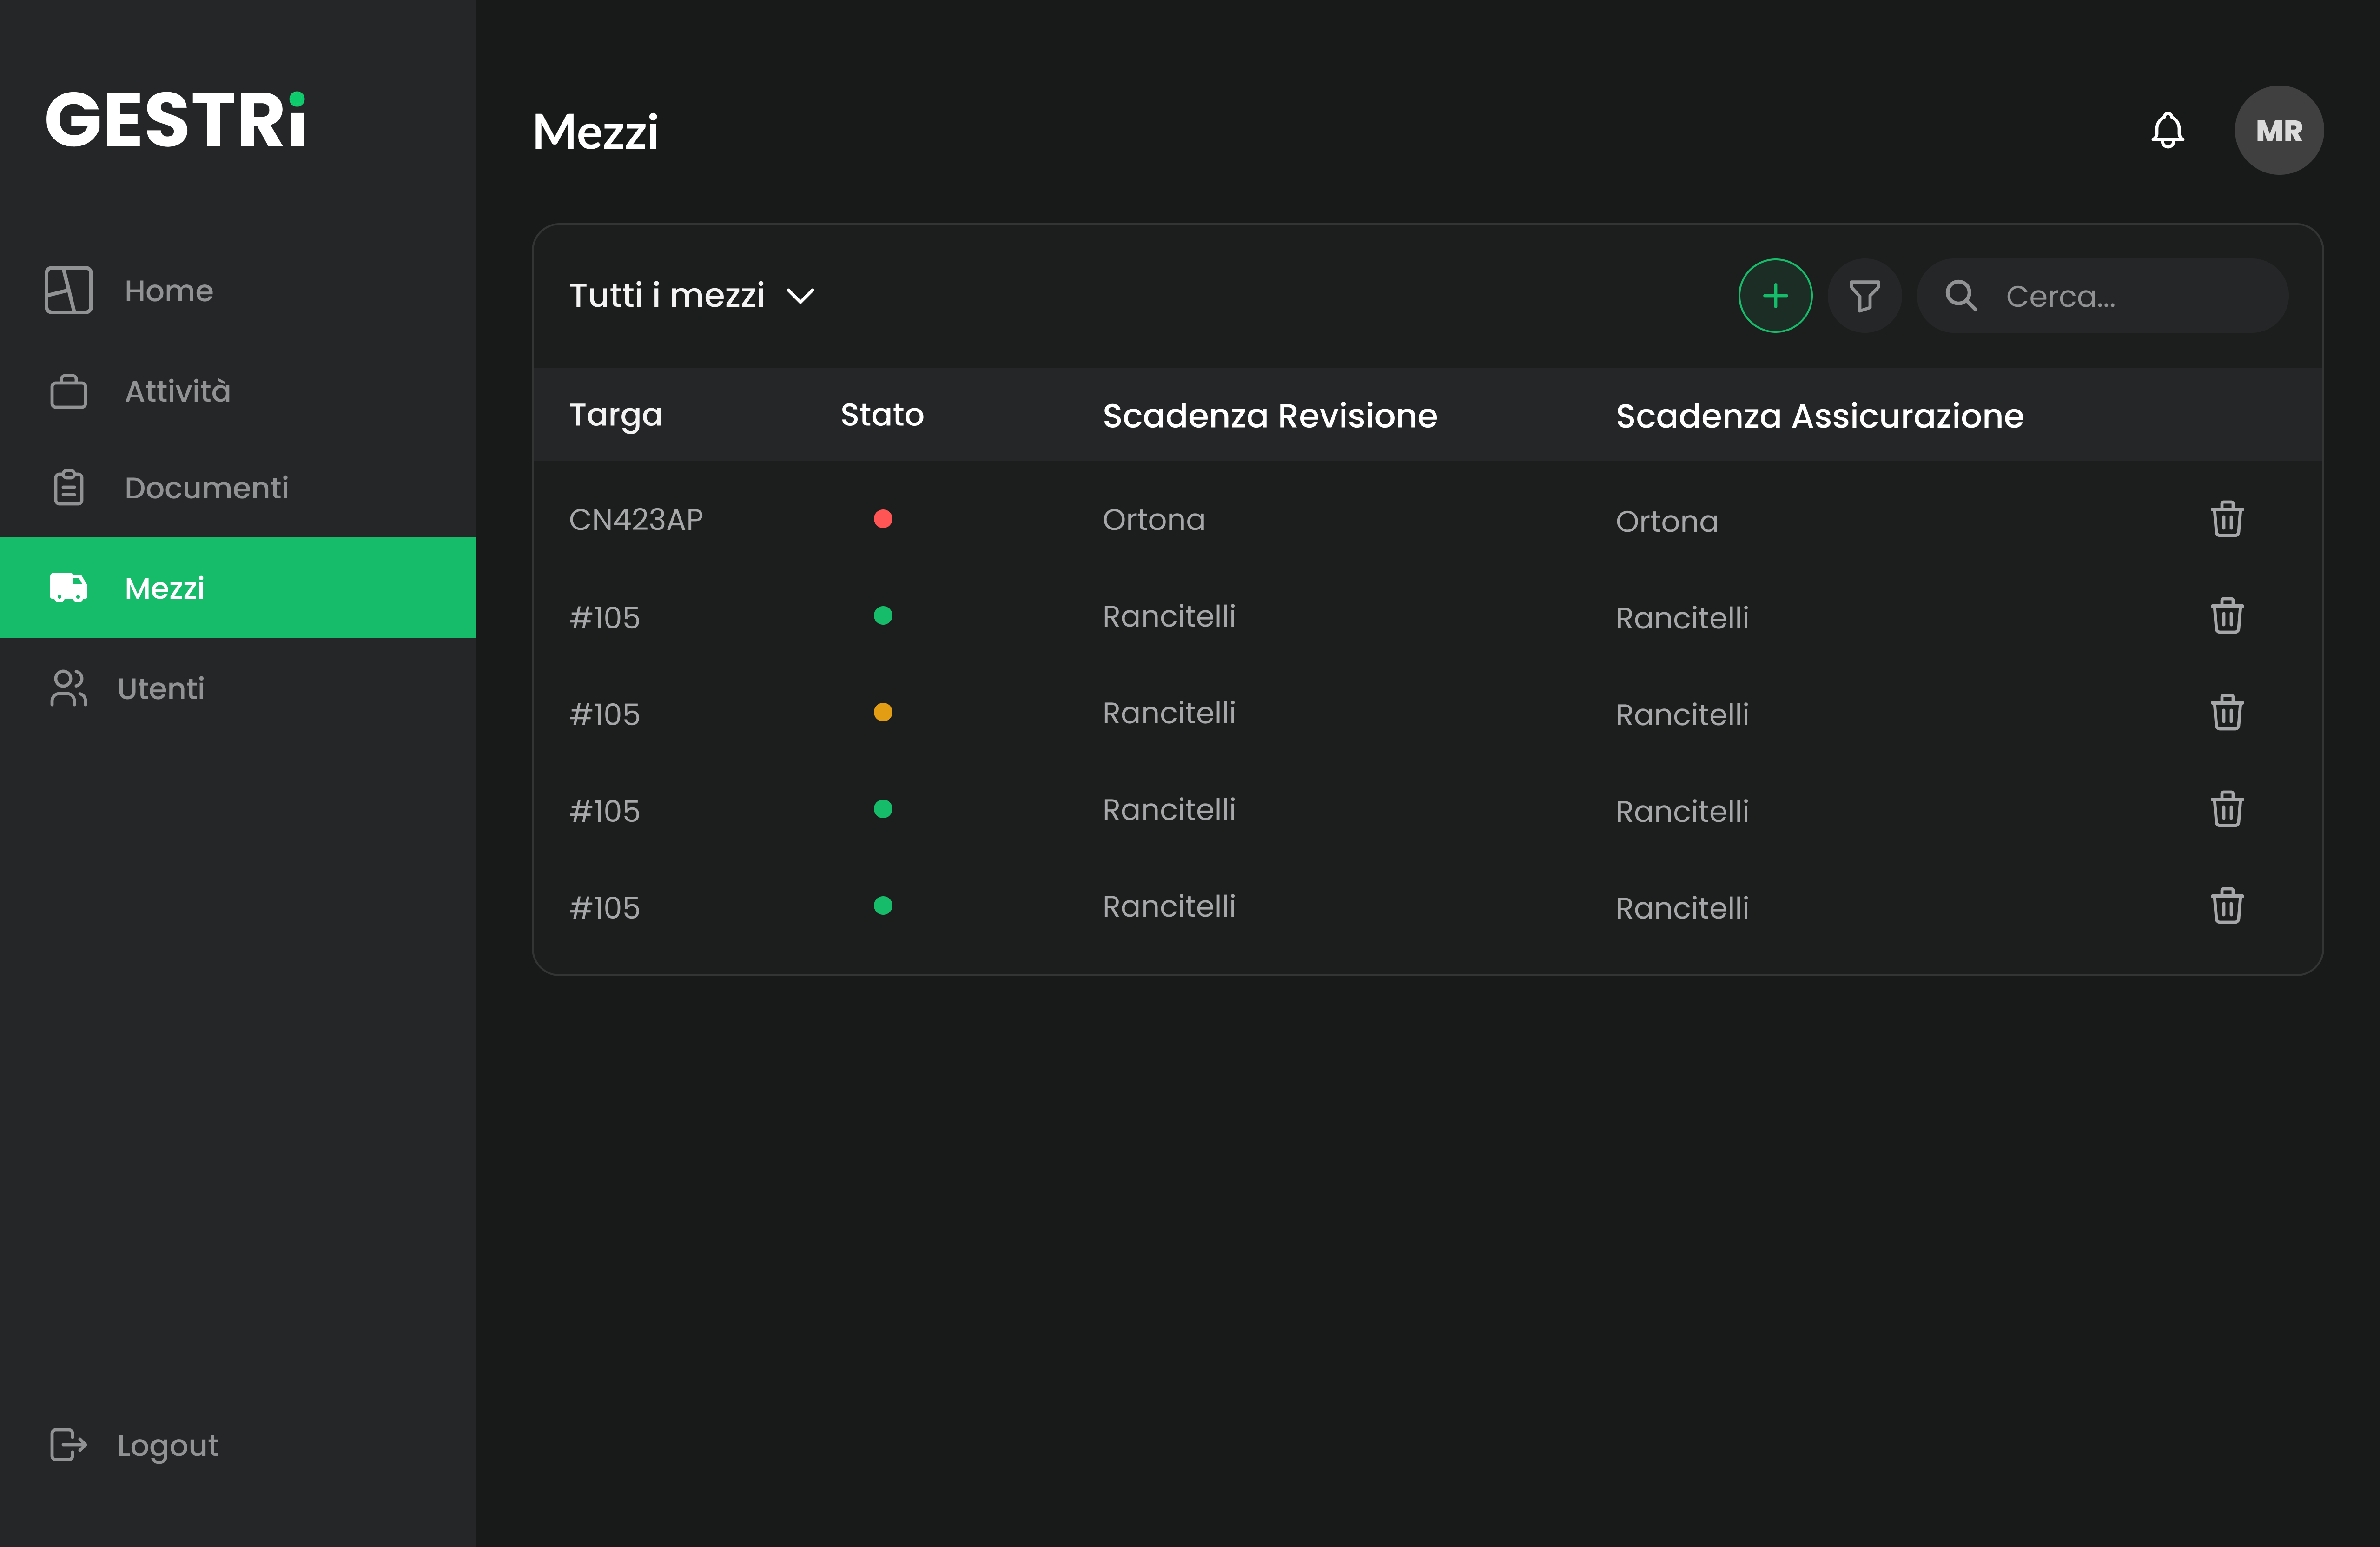 GESTRi
Home
Attività
Documenti
Mezzi
Utenti
Logout
Mezzi
MR
Tutti i mezzi
Cerca...
Targa Stato Scadenza Revisione Scadenza Assicurazione
CN423AP Ortona Ortona
#105 Rancitelli Rancitelli
#105 Rancitelli Rancitelli
#105 Rancitelli Rancitelli
#105 Rancitelli Rancitelli